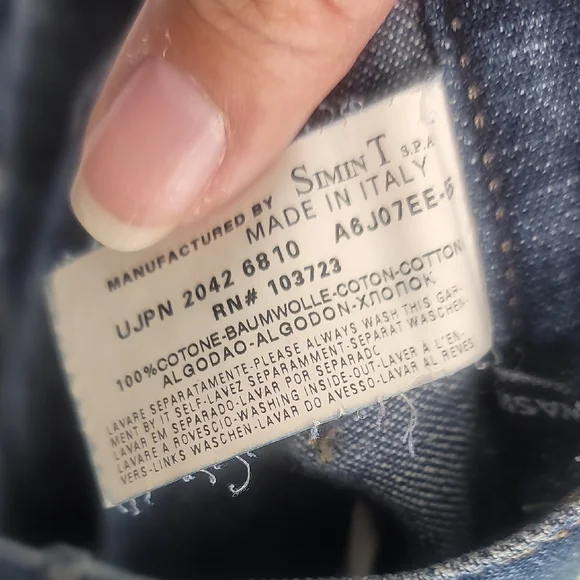 MANUFACTURED BY SIMINT S.P.A
MADE IN ITALY
UJPN 2042 6810 A6J07EE-5
RN# 103723
100%COTONE-BAUMWOLLE-COTON-COTTON
ALGODAO-ALGODON-ХЛОПОК
LAVARE SEPARATAMENTE-PLEASE ALWAYS WASH THIS GAR-
MENT BY IT SELF-LAVEZ SEPARAMMENT-SEPARAT WASCHEN-
LAVAR EM SEPARADO-LAVAR POR SEPARADO
LAVARE A ROVESCIO-WASHING INSIDE-OUT-LAVER A L'EN-
VERS-LINKS WASCHEN-LAVAR DO AVESSO-LAVAR AL REVES